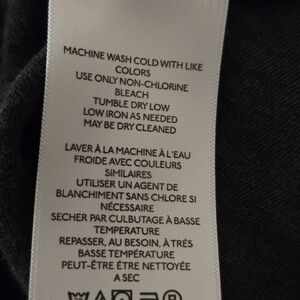 MACHINE WASH COLD WITH LIKE
COLORS
USE ONLY NON-CHLORINE
BLEACH
TUMBLE DRY LOW
LOW IRON AS NEEDED
MAY BE DRY CLEANED
LAVER À LA MACHINE À L'EAU
FROIDE AVEC COULEURS
SIMILAIRES
UTILISER UN AGENT DE
BLANCHIMENT SANS CHLORE SI
NÉCESSAIRE
SECHER PAR CULBUTAGE À BASSE
TEMPERATURE
REPASSER, AU BESOIN, À TRÉS
BASSE TEMPÉRATURE
PEUT-ÊTRE ÉTRE NETTOYÉE
A SEC